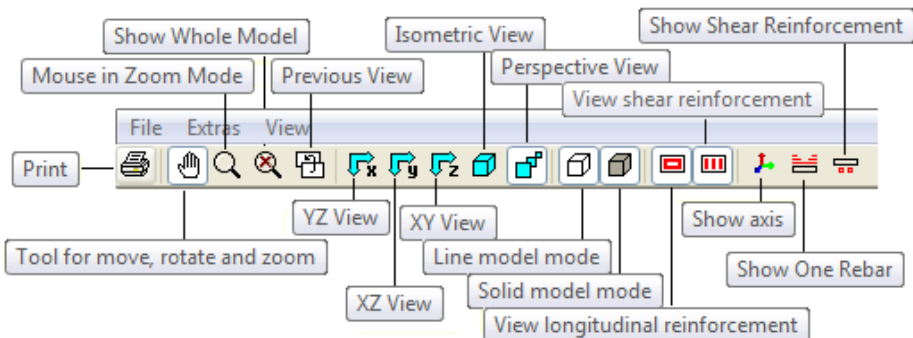 Show Shear Reinforcement
Show Whole Model
Isometric View
Mouse in Zoom Mode
Previous View
Perspective View
View shear reinforcement
File Extras View
Print
x y z
YZ View
XY View
Show axis
Tool for move, rotate and zoom
Line model mode
Show One Rebar
XZ View
Solid model mode
View longitudinal reinforcement